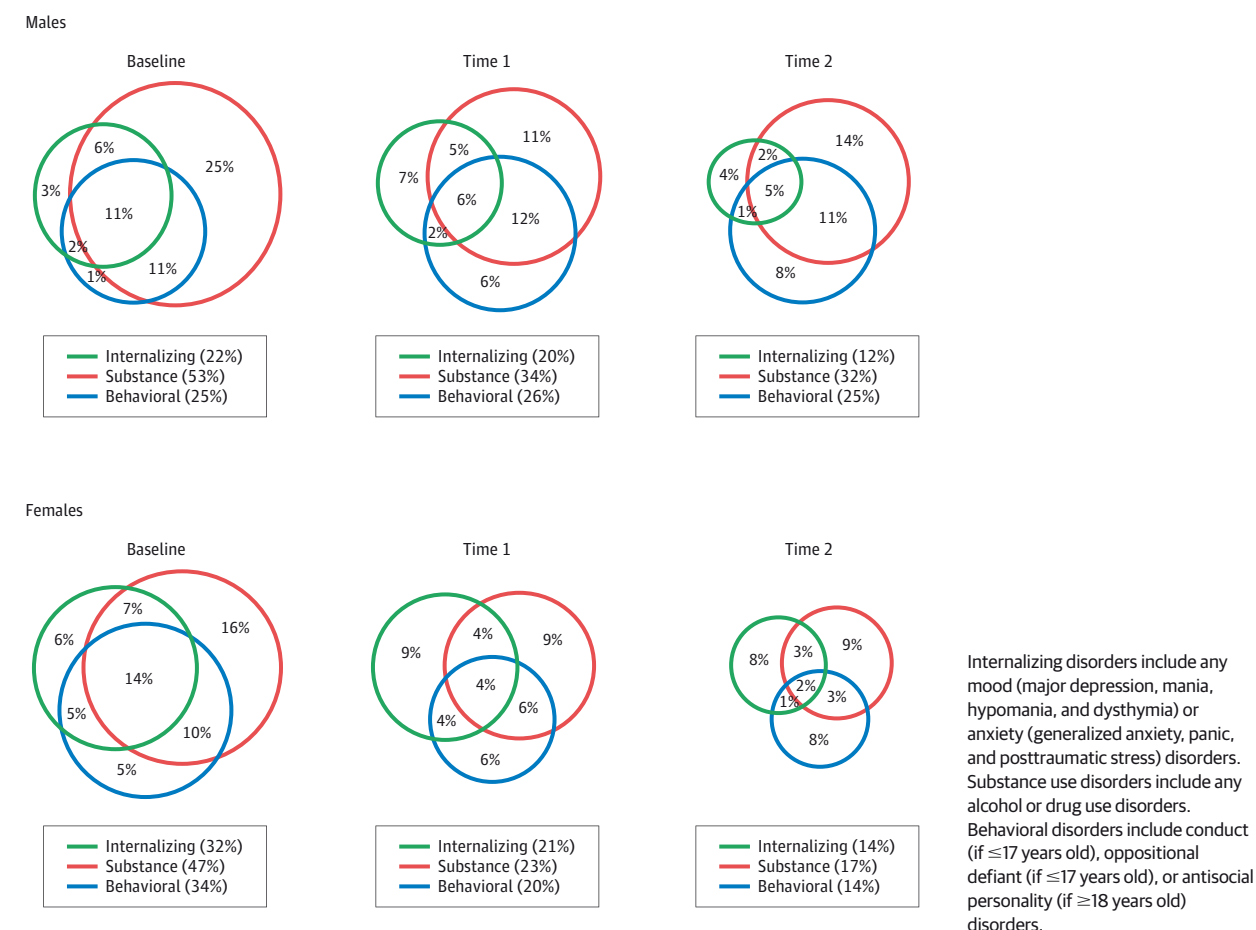 Males
Baseline
Time 1
Time 2
6%
25%
3%
11%
2%
1%
11%
11%
5%
7%
6%
12%
2%
6%
14%
2%
4%
5%
1%
11%
8%
Internalizing (22%)
Substance (53%)
Behavioral (25%)
Internalizing (20%)
Substance (34%)
Behavioral (26%)
Internalizing (12%)
Substance (32%)
Behavioral (25%)
Females
Baseline
Time 1
Time 2
7%
16%
6%
14%
5%
10%
5%
4%
9%
9%
4%
6%
4%
6%
9%
3%
8%
2%
3%
1%
8%
Internalizing (32%)
Substance (47%)
Behavioral (34%)
Internalizing (21%)
Substance (23%)
Behavioral (20%)
Internalizing (14%)
Substance (17%)
Behavioral (14%)
Internalizing disorders include any
mood (major depression, mania,
hypomania, and dysthymia) or
anxiety (generalized anxiety, panic,
and posttraumatic stress) disorders.
Substance use disorders include any
alcohol or drug use disorders.
Behavioral disorders include conduct
(if ≤17 years old), oppositional
defiant (if ≤17 years old), or antisocial
personality (if ≥18 years old)
disorders.